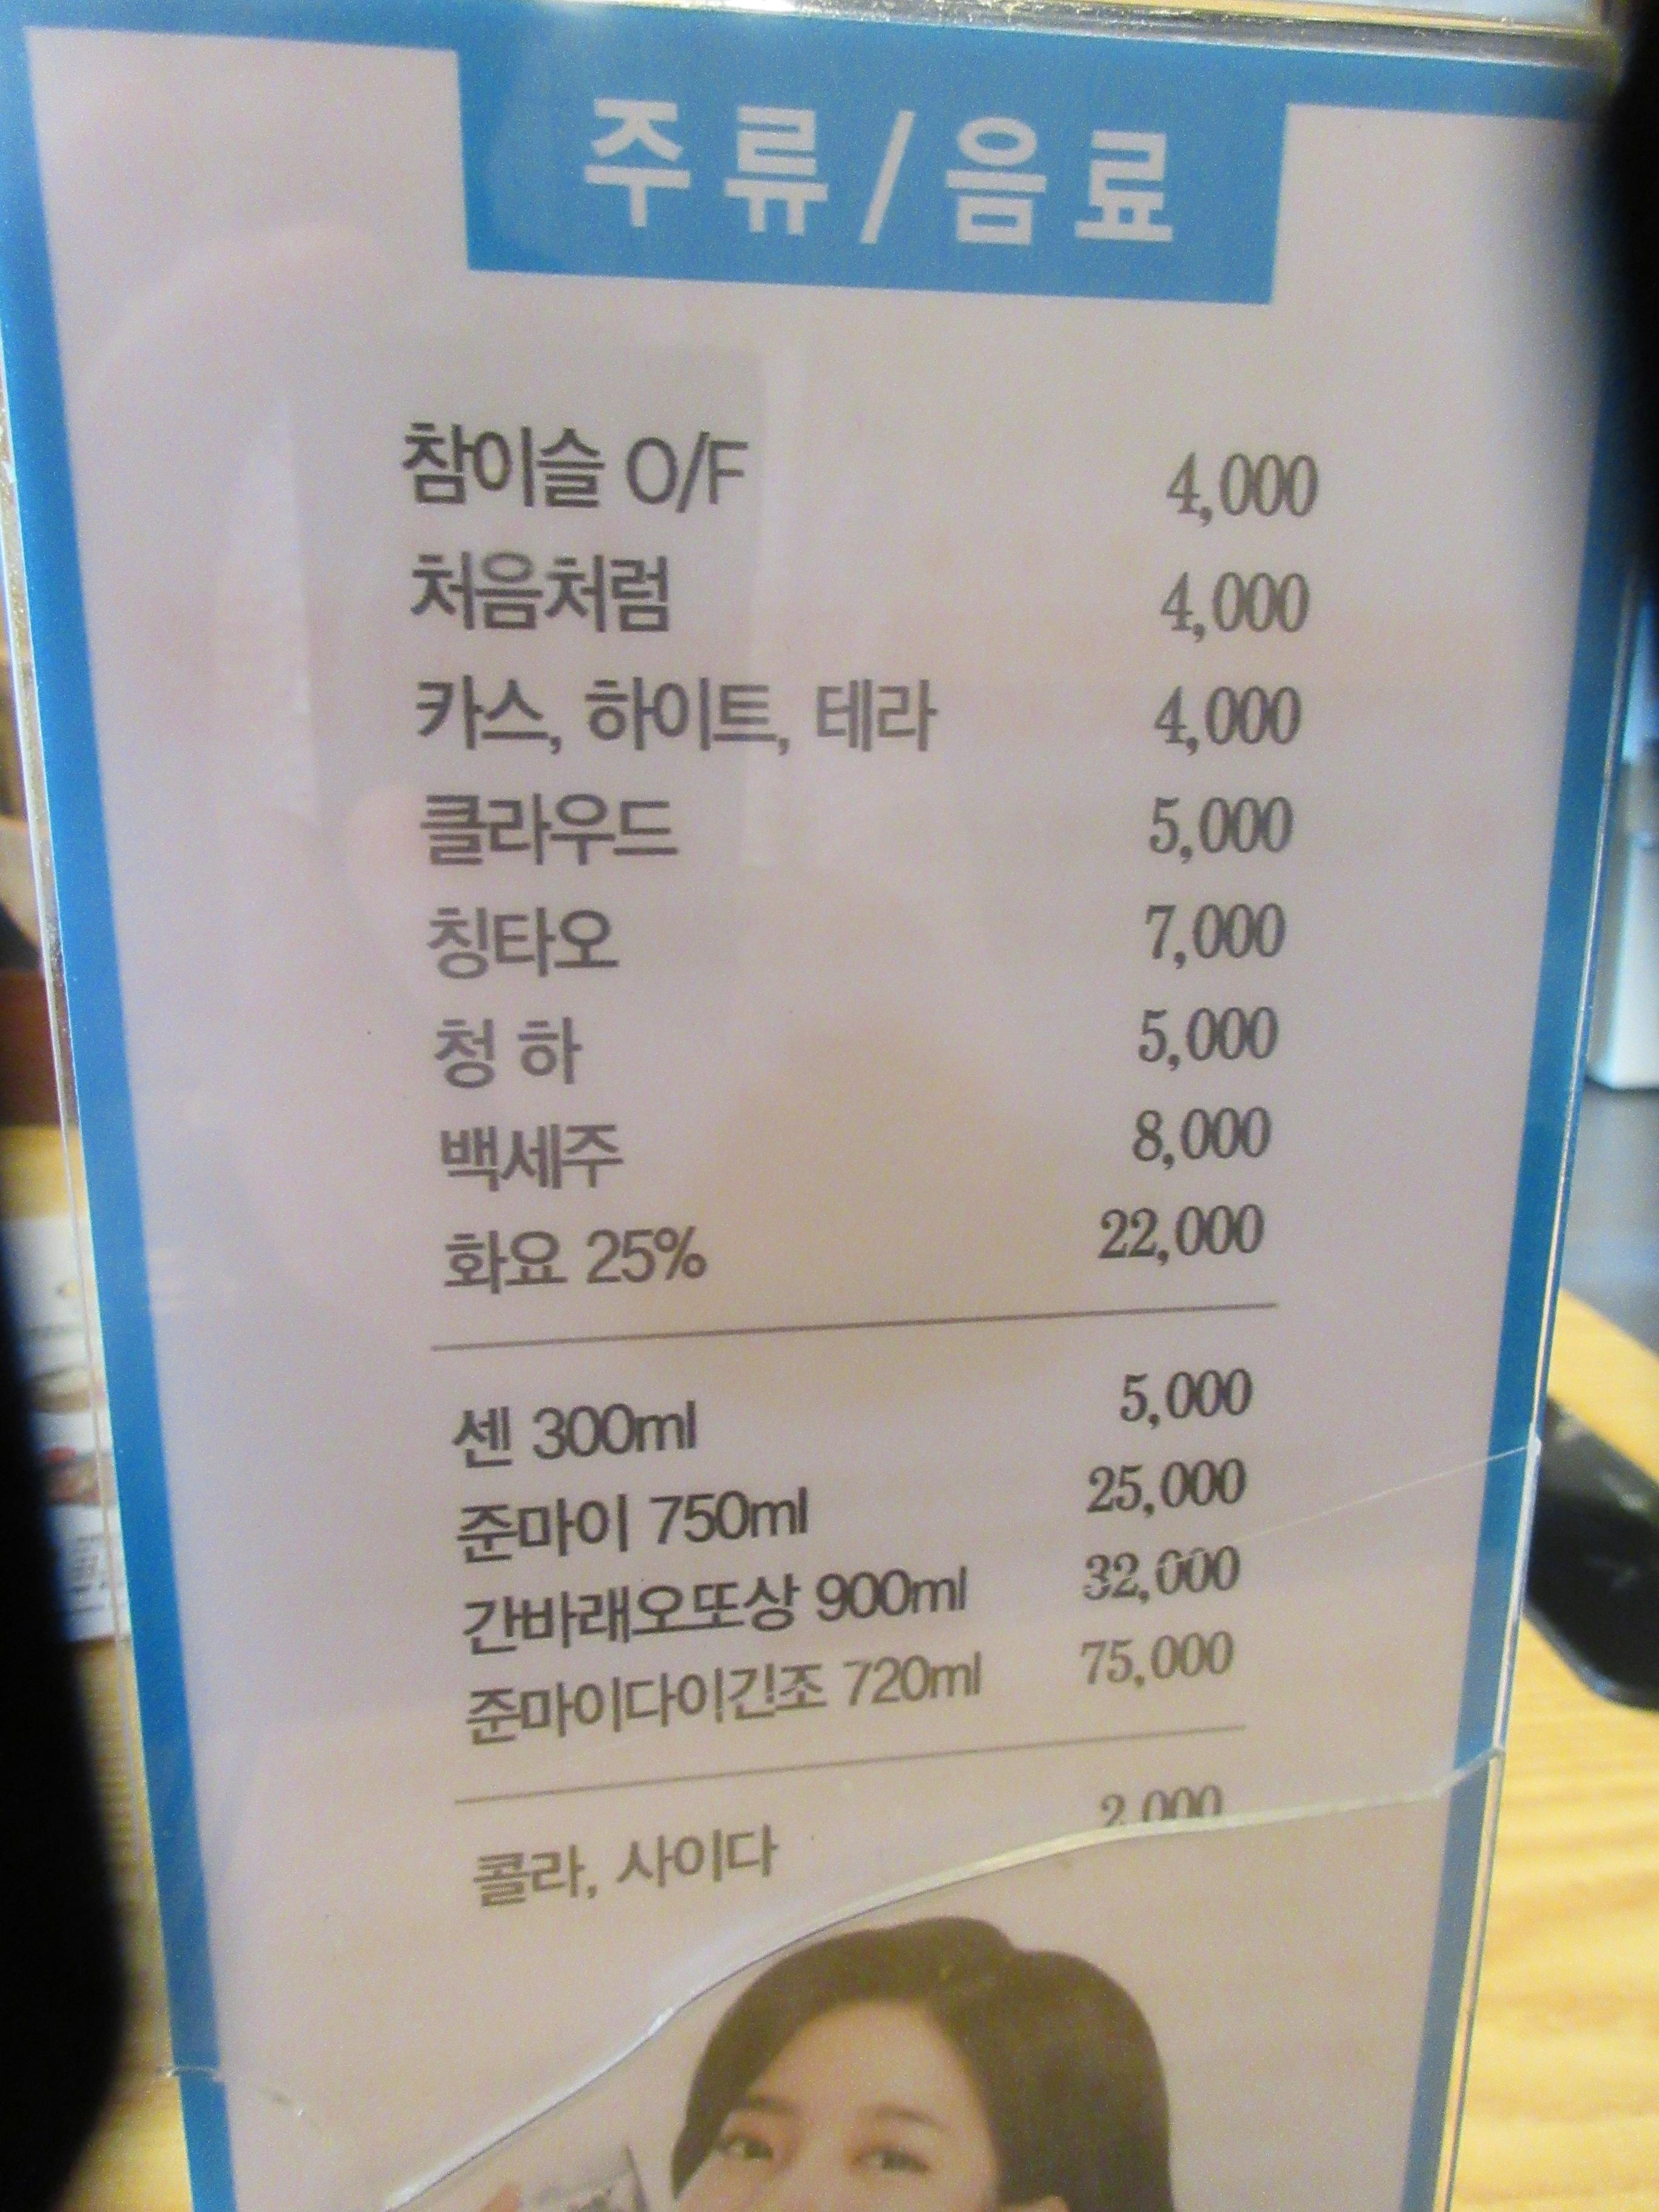 주류/음료
참이슬 O/F 4,000
처음처럼 4,000
카스, 하이트, 테라 4,000
클라우드 5,000
칭타오 7,000
청 하 5,000
백세주 8,000
화요 25% 22,000
센 300ml 5,000
준마이 750ml 25,000
간바래오또상 900ml 32,000
준마이다이긴조 720ml 75,000
콜라, 사이다 2,000